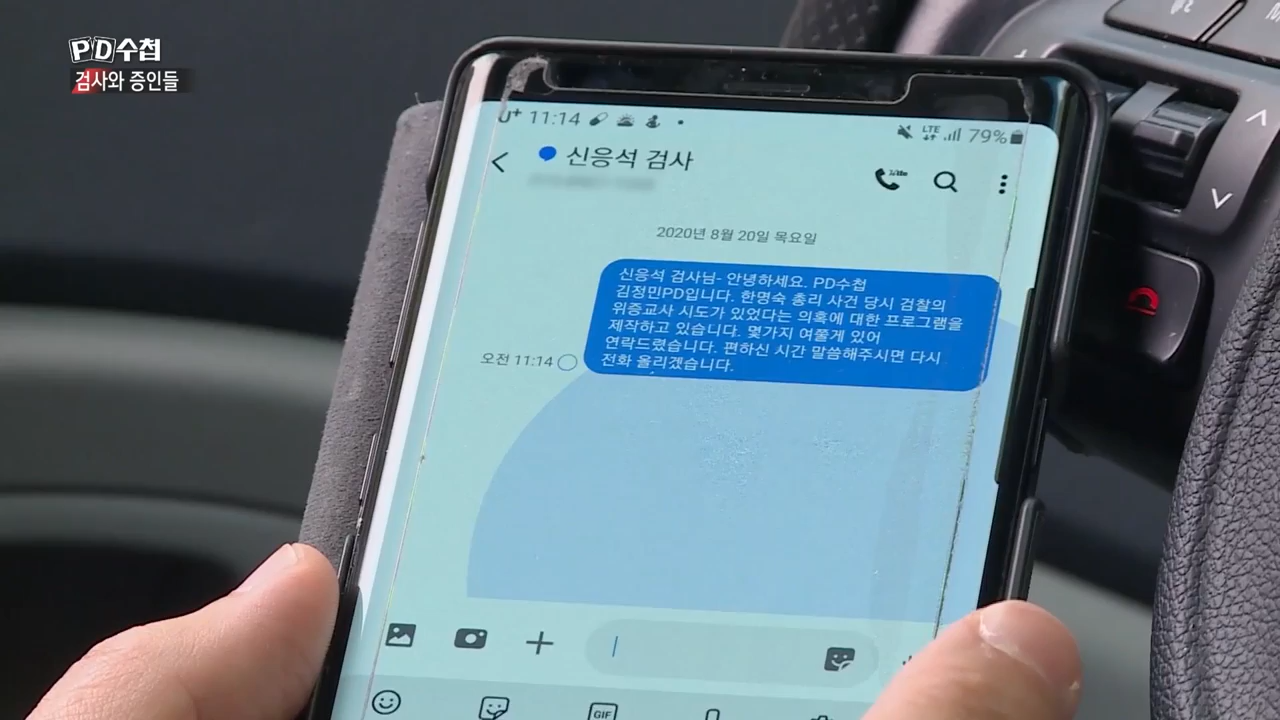 PD수첩
검사와 증인들
U+ 11:14
LTE 79%
신응석 검사
2020년 8월 20일 목요일
신응석 검사님- 안녕하세요. PD수첩
김정민PD입니다. 한명숙 총리 사건 당시 검찰의
위증교사 시도가 있었다는 의혹에 대한 프로그램을
제작하고 있습니다. 몇가지 여쭐게 있어
연락드렸습니다. 편하신 시간 말씀해주시면 다시
전화 올리겠습니다.
오전 11:14
GIF